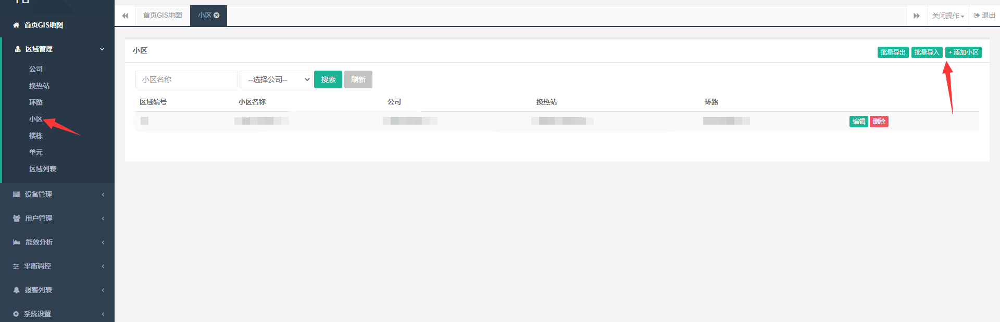 首页GIS地图
区域管理
公司
换热站
环路
小区
楼栋
单元
区域列表
设备管理
用户管理
能效分析
平衡调控
报警列表
系统设置
首页GIS地图 小区 关闭操作 退出
小区 批量导出 批量导入 + 添加小区
小区名称 --选择公司-- 搜索 刷新
区域编号 小区名称 公司 换热站 环路
编辑 删除